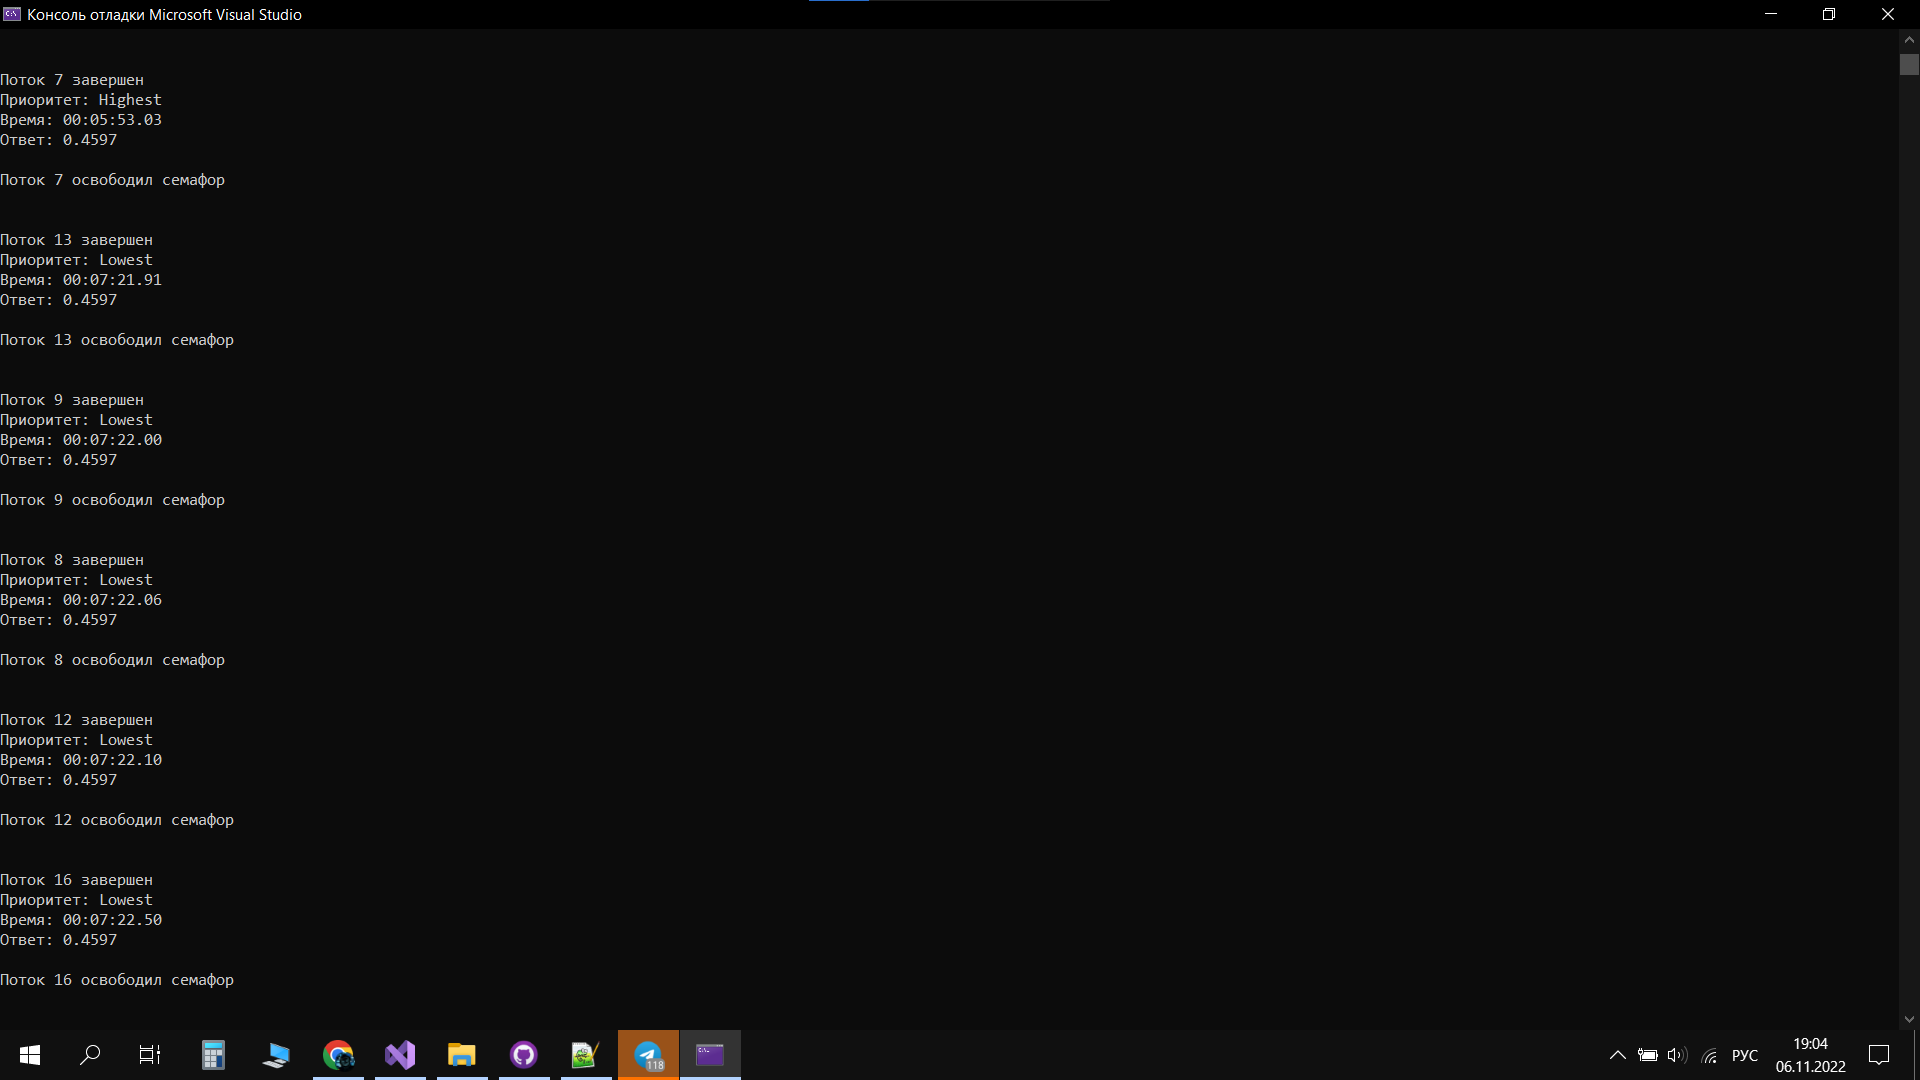 Консоль отладки Microsoft Visual Studio
Поток 7 завершен
Приоритет: Highest
Время: 00:05:53.03
Ответ: 0.4597
Поток 7 освободил семафор
Поток 13 завершен
Приоритет: Lowest
Время: 00:07:21.91
Ответ: 0.4597
Поток 13 освободил семафор
Поток 9 завершен
Приоритет: Lowest
Время: 00:07:22.00
Ответ: 0.4597
Поток 9 освободил семафор
Поток 8 завершен
Приоритет: Lowest
Время: 00:07:22.06
Ответ: 0.4597
Поток 8 освободил семафор
Поток 12 завершен
Приоритет: Lowest
Время: 00:07:22.10
Ответ: 0.4597
Поток 12 освободил семафор
Поток 16 завершен
Приоритет: Lowest
Время: 00:07:22.50
Ответ: 0.4597
Поток 16 освободил семафор
118
РУС
19:04
06.11.2022